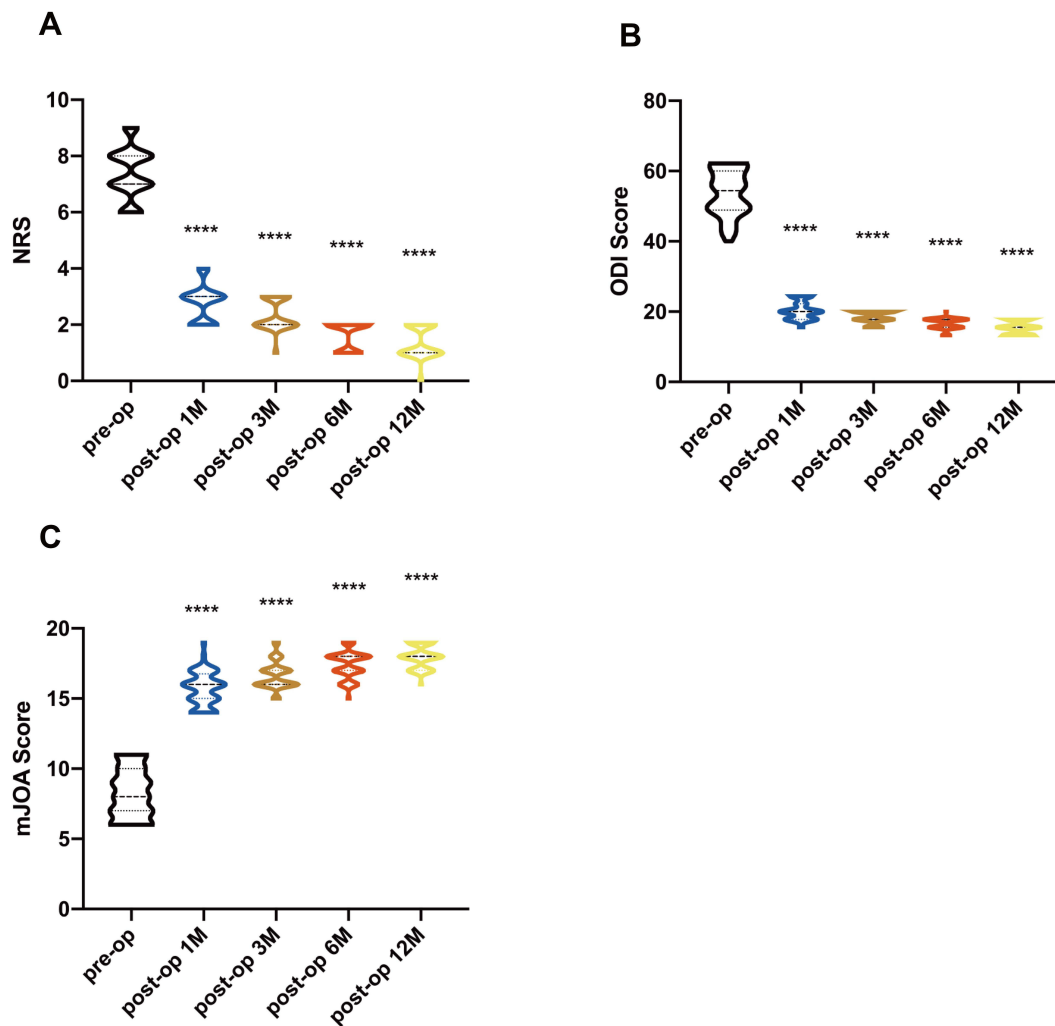 A
NRS
10
8
6
4
2
0
****
****
****
****
pre-op
post-op 1M
post-op 3M
post-op 6M
post-op 12M
B
ODI Score
80
60
40
20
0
****
****
****
****
pre-op
post-op 1M
post-op 3M
post-op 6M
post-op 12M
C
mJOA Score
20
15
10
5
0
****
****
****
****
pre-op
post-op 1M
post-op 3M
post-op 6M
post-op 12M